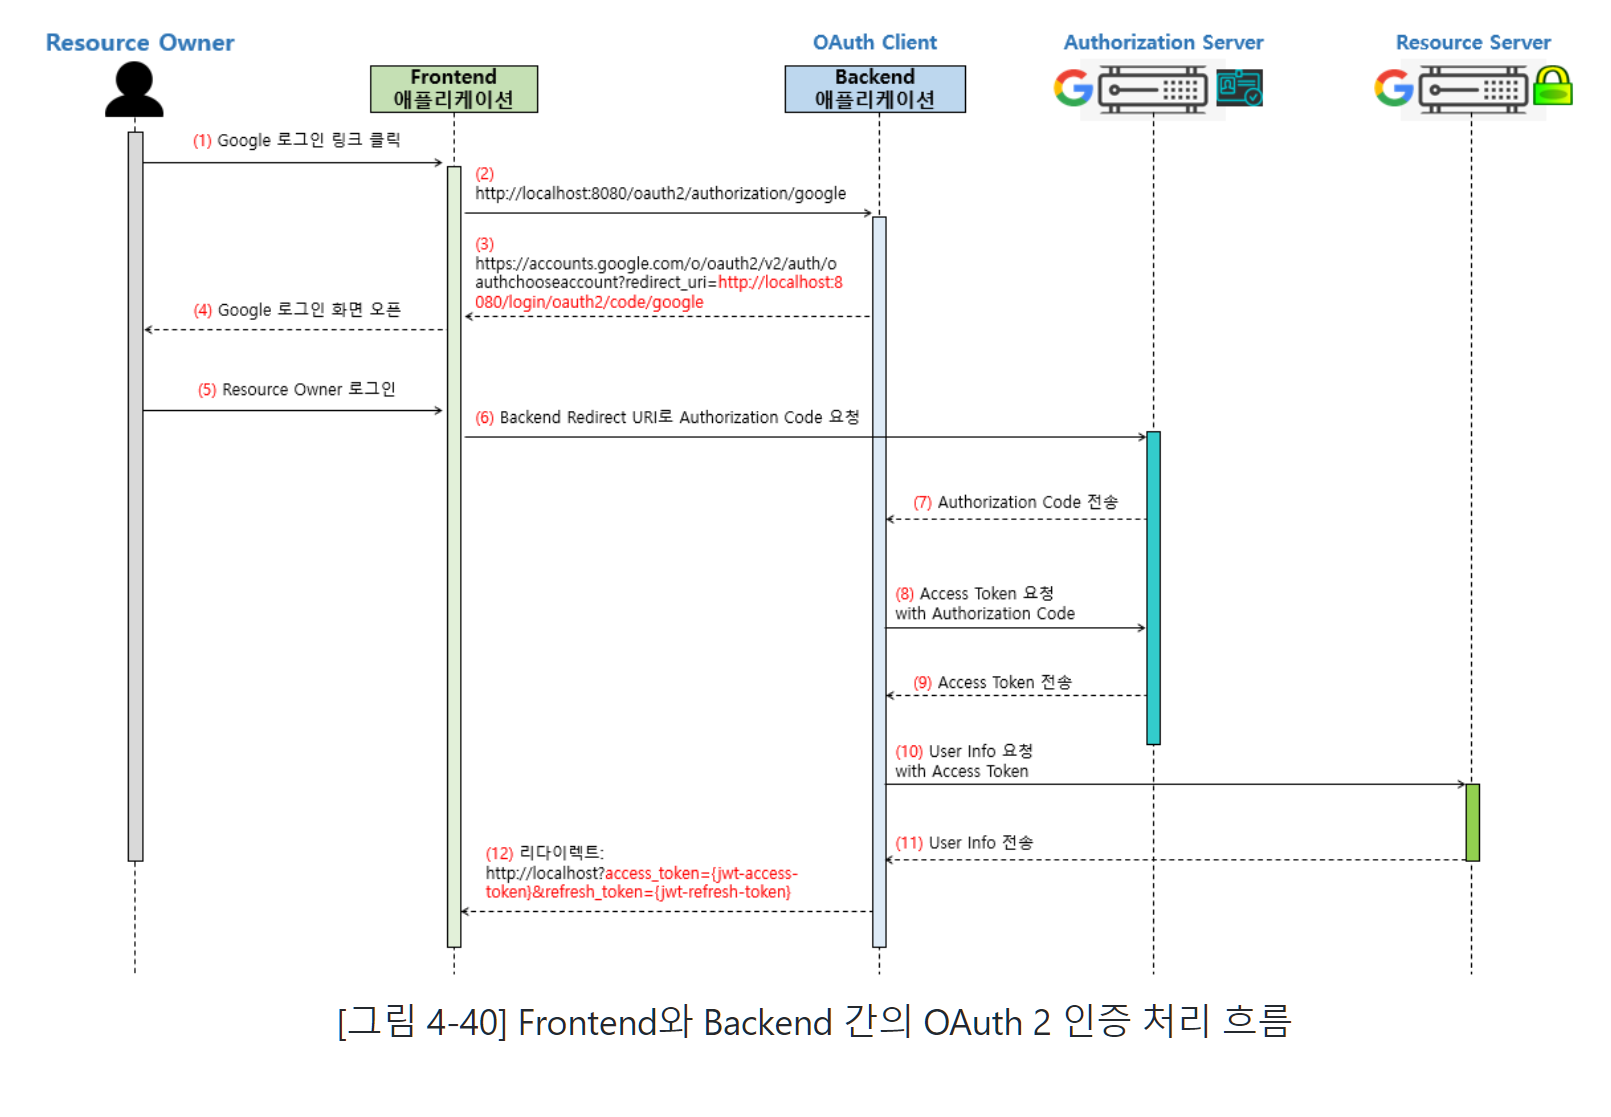 Resource Owner
OAuth Client
Authorization Server
Resource Server
Frontend
애플리케이션
Backend
애플리케이션
(1) Google 로그인 링크 클릭
(2)
http://localhost:8080/oauth2/authorization/google
(3)
https://accounts.google.com/o/oauth2/v2/auth/o
authchooseaccount?redirect_uri=http://localhost:8
080/login/oauth2/code/google
(4) Google 로그인 화면 오픈
(5) Resource Owner 로그인
(6) Backend Redirect URI로 Authorization Code 요청
(7) Authorization Code 전송
(8) Access Token 요청
with Authorization Code
(9) Access Token 전송
(10) User Info 요청
with Access Token
(11) User Info 전송
(12) 리다이렉트:
http://localhost?access_token={jwt-access-
token}&refresh_token={jwt-refresh-token}
[그림 4-40] Frontend와 Backend 간의 OAuth 2 인증 처리 흐름